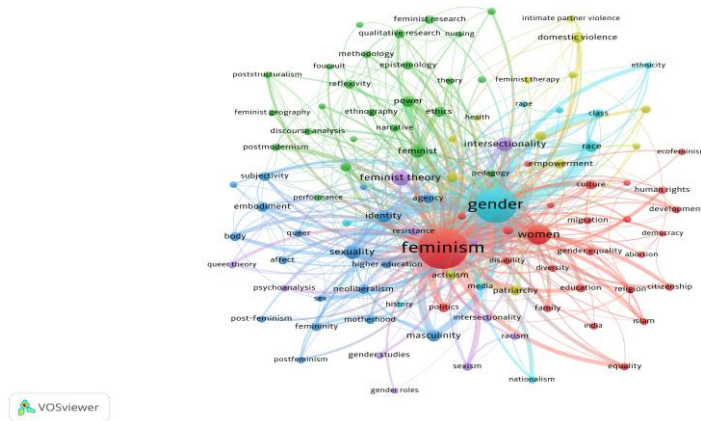 feminist research
intimate partner violence
qualitative research
nursing
domestic violence
methodology
foucault
epistemology
ethnicity
poststructuralism
theory
feminist therapy
reflexivity
rape
power
class
feminist geography
ethnography
ethics
health
narrative
discourse analysis
intersectionality
race
postmodernism
feminist
ecofeminism
empowerment
subjectivity
feminist theory
pedagogy
culture
human rights
performance
agency
embodiment
gender
development
identity
migration
body
queer
resistance
women
democracy
feminism
queer theory
affect
sexuality
higher education
disability
gender equality
abortion
activism
diversity
psychoanalysis
neoliberalism
media
patriarchy
education
religion
citizenship
sex
history
politics
family
post-feminism
femininity
motherhood
intersectionality
india
islam
masculinity
racism
postfeminism
gender studies
sexism
equality
nationalism
gender roles
VOSviewer